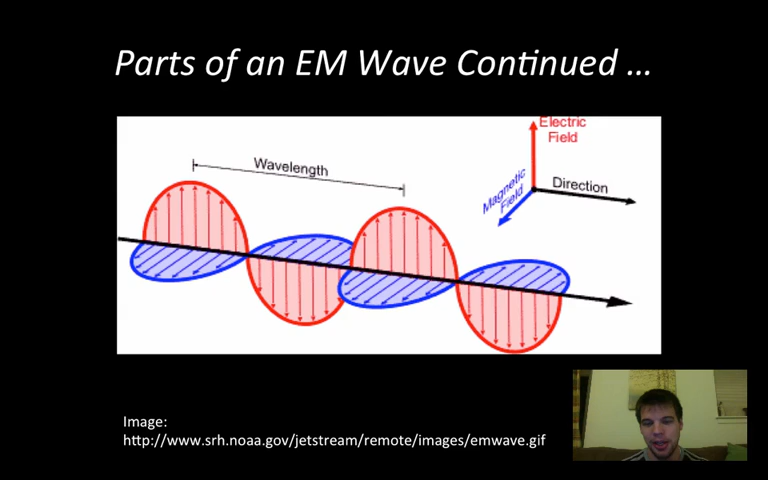 Parts of an EM Wave Continued …
Electric
Field
Wavelength
Magnetic
Field
Direction
Image:
http://www.srh.noaa.gov/jetstream/remote/images/emwave.gif